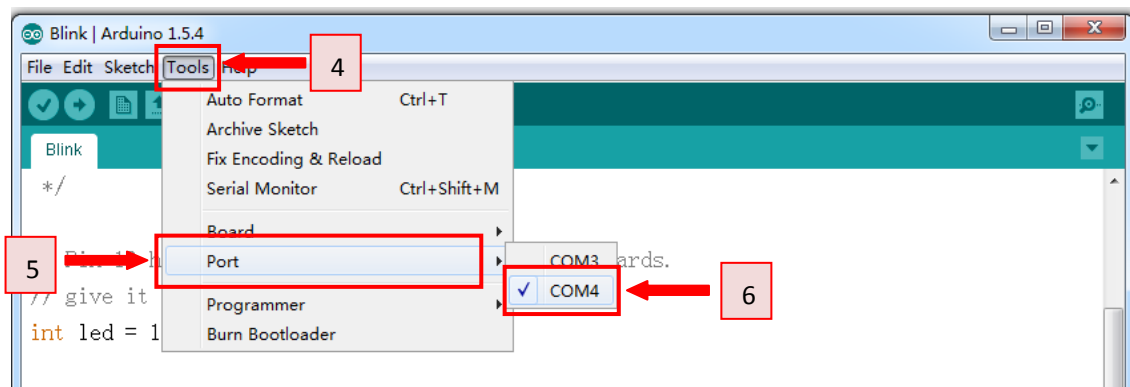 Blink | Arduino 1.5.4
File Edit Sketch Tools Help
4
Auto Format Ctrl+T
Archive Sketch
Blink
Fix Encoding & Reload
*/
Serial Monitor Ctrl+Shift+M
Board
5
Port
COM3
ards.
COM4
6
// give it
Programmer
int led = 1
Burn Bootloader